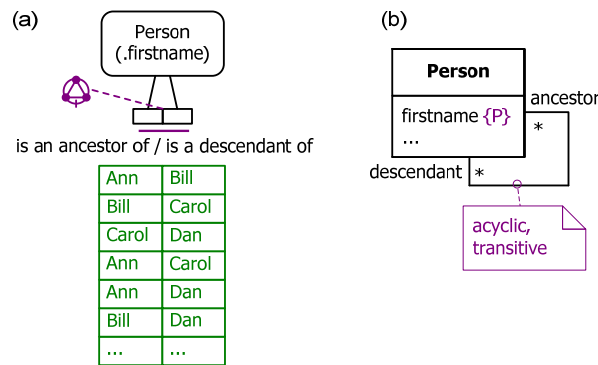 (a)
Person
(.firstname)
is an ancestor of / is a descendant of
Ann Bill
Bill Carol
Carol Dan
Ann Carol
Ann Dan
Bill Dan
... ...
(b)
Person
firstname {P}
...
ancestor
*
descendant
*
acyclic,
transitive